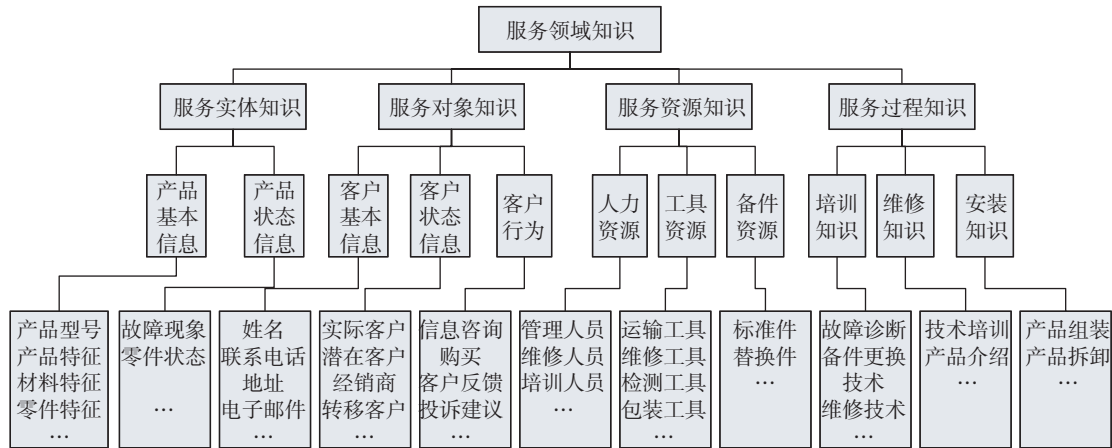 服务领域知识
服务实体知识
服务对象知识
服务资源知识
服务过程知识
产品
基本
信息
产品
状态
信息
客户
基本
信息
客户
状态
信息
客户
行为
人力
资源
工具
资源
备件
资源
培训
知识
维修
知识
安装
知识
产品型号
产品特征
材料特征
零件特征
…
故障现象
零件状态
…
姓名
联系电话
地址
电子邮件
…
实际客户
潜在客户
经销商
转移客户
…
信息咨询
购买
客户反馈
投诉建议
…
管理人员
维修人员
培训人员
…
运输工具
维修工具
检测工具
包装工具
…
标准件
替换件
…
故障诊断
备件更换
技术
维修技术
…
技术培训
产品介绍
…
产品组装
产品拆卸
…